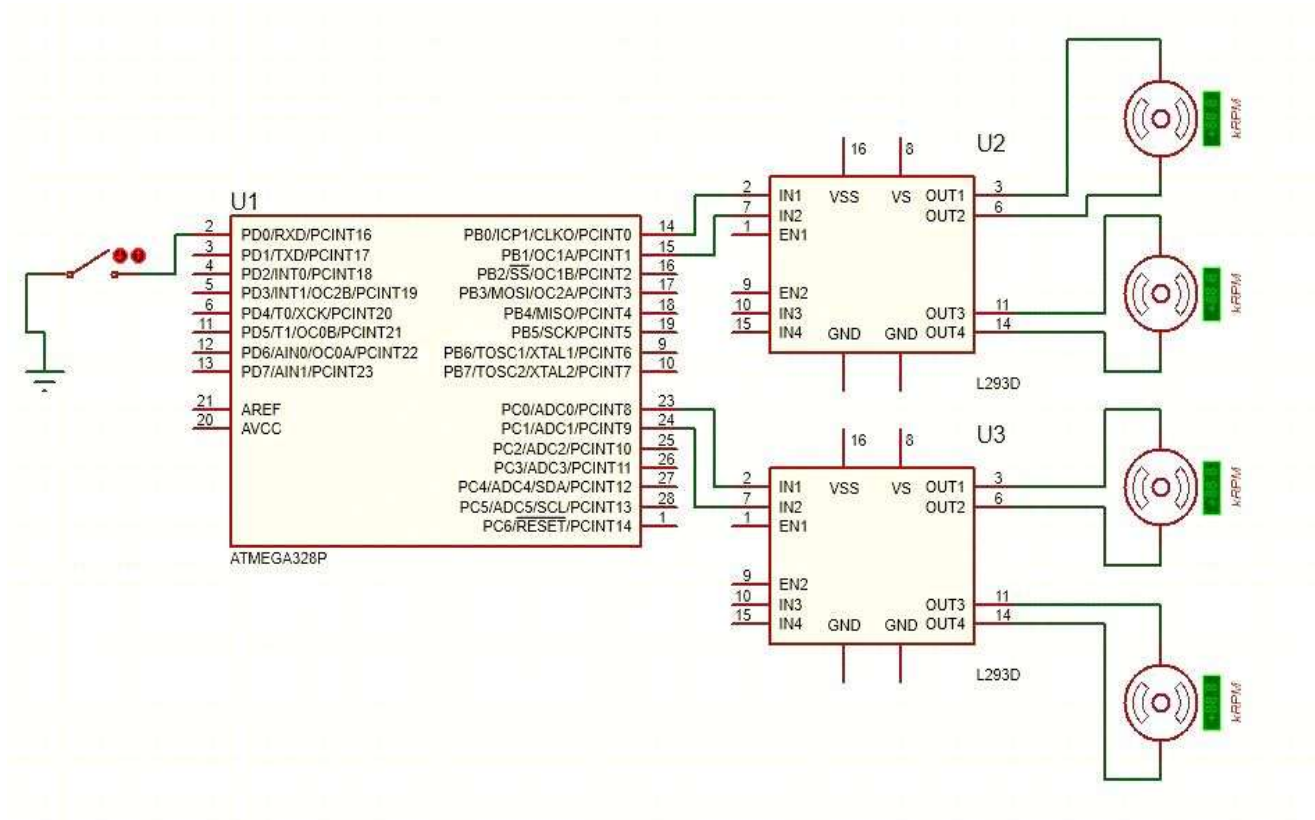 U1
2 PD0/RXD/PCINT16
3 PD1/TXD/PCINT17
4 PD2/INT0/PCINT18
5 PD3/INT1/OC2B/PCINT19
6 PD4/T0/XCK/PCINT20
11 PD5/T1/OC0B/PCINT21
12 PD6/AIN0/OC0A/PCINT22
13 PD7/AIN1/PCINT23
21 AREF
20 AVCC
PB0/ICP1/CLKO/PCINT0 14
PB1/OC1A/PCINT1 15
PB2/SS/OC1B/PCINT2 16
PB3/MOSI/OC2A/PCINT3 17
PB4/MISO/PCINT4 18
PB5/SCK/PCINT5 19
PB6/TOSC1/XTAL1/PCINT6 9
PB7/TOSC2/XTAL2/PCINT7 10
PC0/ADC0/PCINT8 23
PC1/ADC1/PCINT9 24
PC2/ADC2/PCINT10 25
PC3/ADC3/PCINT11 26
PC4/ADC4/SDA/PCINT12 27
PC5/ADC5/SCL/PCINT13 28
PC6/RESET/PCINT14 1
ATMEGA328P
U2
16 8
2 IN1 VSS VS OUT1 3
7 IN2 OUT2 6
1 EN1
9 EN2
10 IN3 OUT3 11
15 IN4 GND GND OUT4 14
L293D
U3
16 8
2 IN1 VSS VS OUT1 3
7 IN2 OUT2 6
1 EN1
9 EN2
10 IN3 OUT3 11
15 IN4 GND GND OUT4 14
L293D
kRPM
kRPM
kRPM
kRPM